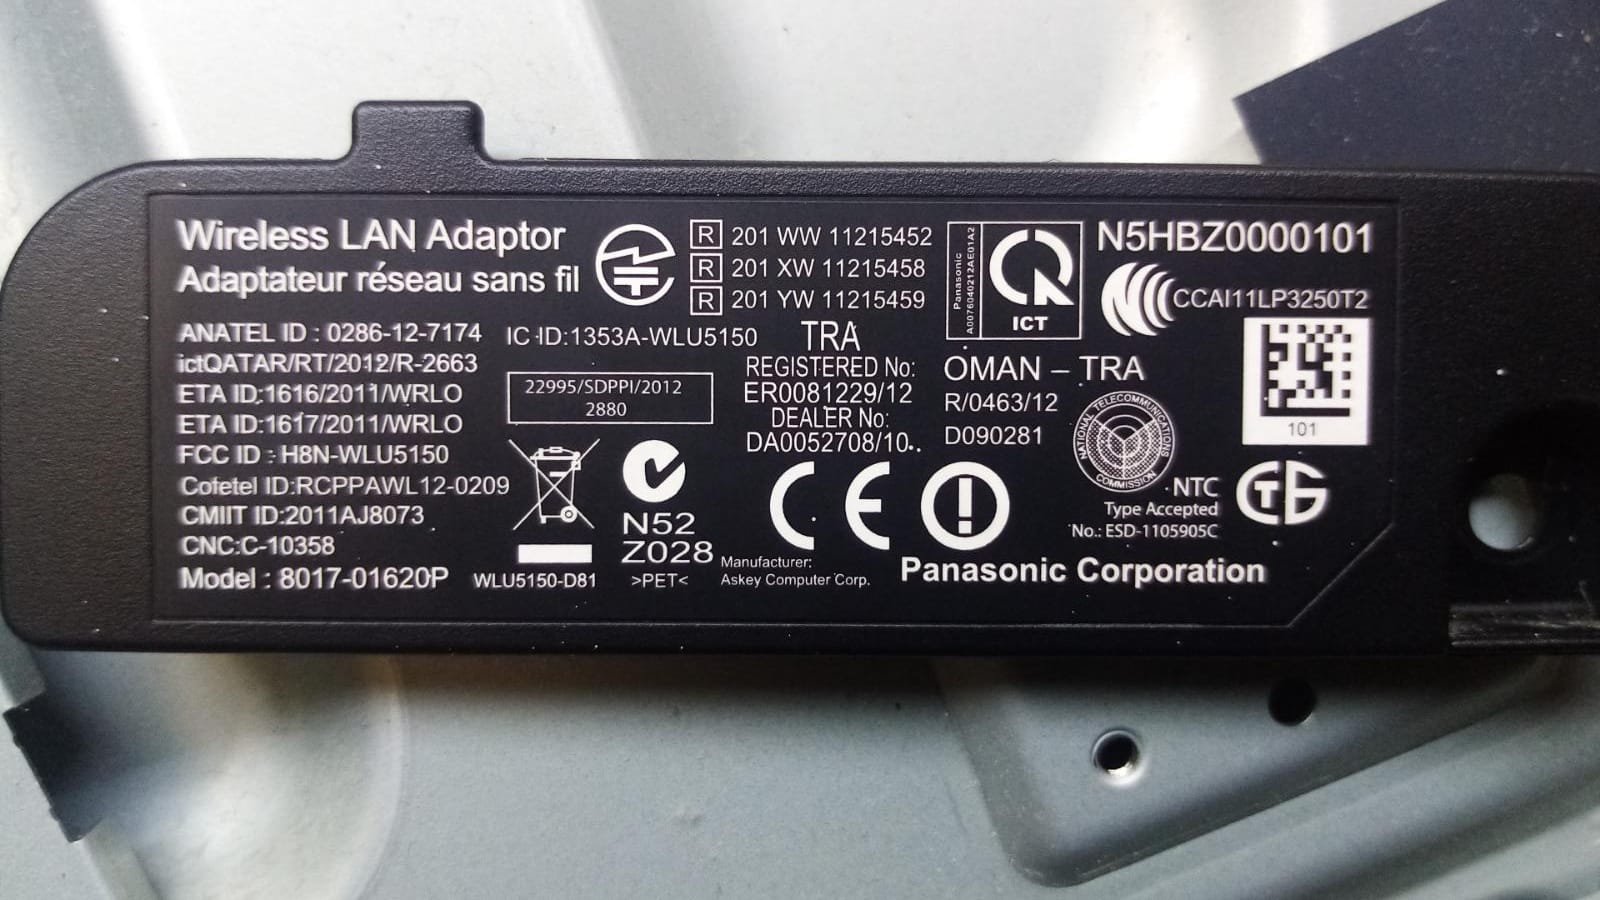 Wireless LAN Adaptor
Adaptateur réseau sans fil
ANATEL ID : 0286-12-7174
ictQATAR/RT/2012/R-2663
ETA ID:1616/2011/WRLO
ETA ID:1617/2011/WRLO
FCC ID : H8N-WLU5150
Cofetel ID:RCPPAWL12-0209
CMIIT ID:2011AJ8073
CNC:C-10358
Model : 8017-01620P
R 201 WW 11215452
R 201 XW 11215458
R 201 YW 11215459
IC ID:1353A-WLU5150
22995/SDPPI/2012
2880
WLU5150-D81
N52
Z028
>PET<
TRA
REGISTERED No:
ER0081229/12
DEALER No:
DA0052708/10..
CE
Manufacturer:
Askey Computer Corp.
Panasonic
A0076040212AE01A2
ICT
OMAN – TRA
R/0463/12
D090281
N5HBZ0000101
CCAI11LP3250T2
101
NATIONAL TELECOMMUNICATIONS
COMMISSION
NTC
Type Accepted
No.: ESD-1105905C
Panasonic Corporation